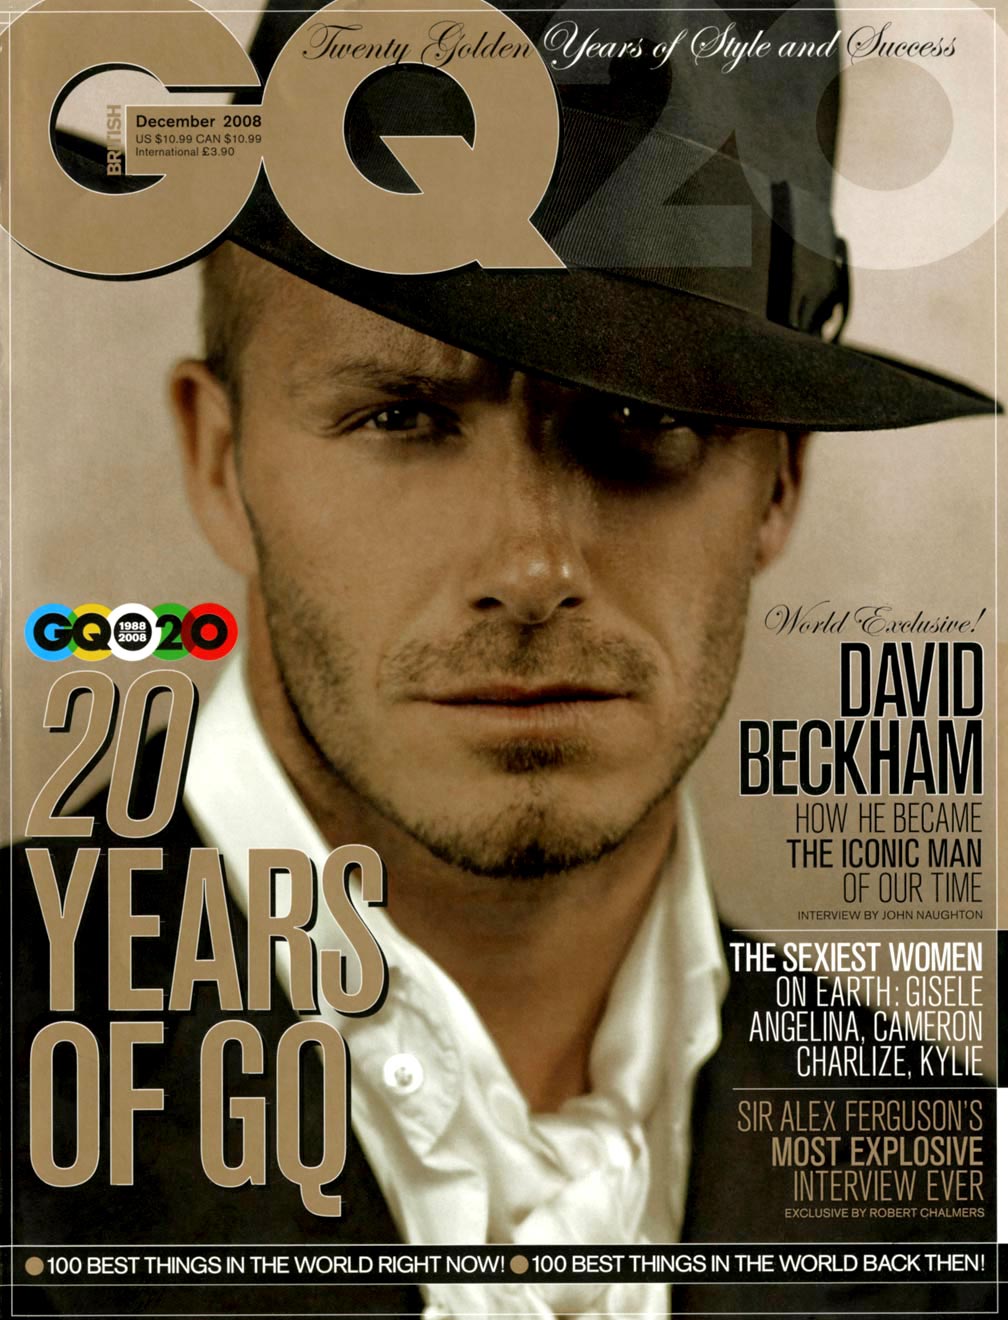 Twenty Golden Years of Style and Success
GQ20
BRITISH
December 2008
US $10.99 CAN $10.99
International £3.90
GQ 1988 2008 20
20
YEARS
OF GQ
World Exclusive!
DAVID
BECKHAM
HOW HE BECAME
THE ICONIC MAN
OF OUR TIME
INTERVIEW BY JOHN NAUGHTON
THE SEXIEST WOMEN
ON EARTH: GISELE
ANGELINA, CAMERON
CHARLIZE, KYLIE
SIR ALEX FERGUSON'S
MOST EXPLOSIVE
INTERVIEW EVER
EXCLUSIVE BY ROBERT CHALMERS
100 BEST THINGS IN THE WORLD RIGHT NOW! 100 BEST THINGS IN THE WORLD BACK THEN!